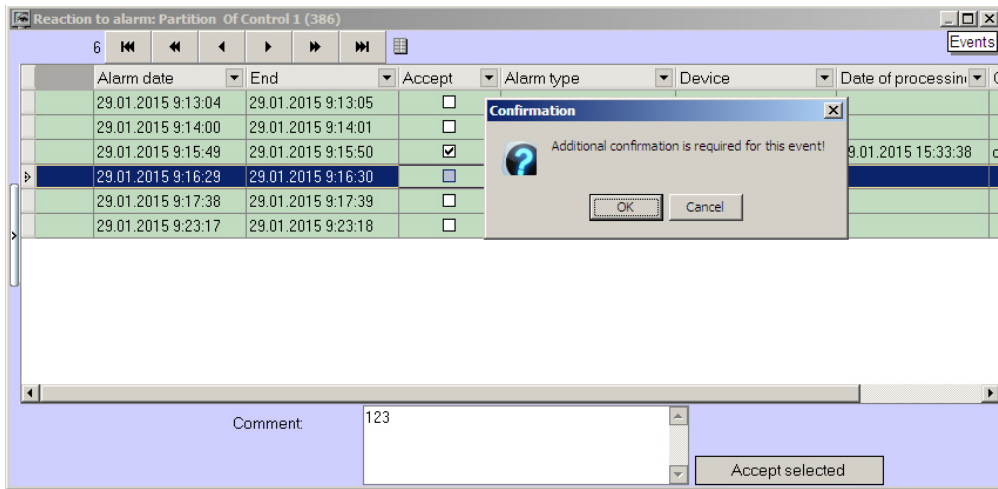 Reaction to alarm: Partition Of Control 1 (386)
6
Events
Alarm date End Accept Alarm type Device Date of processin
29.01.2015 9:13:04 29.01.2015 9:13:05
29.01.2015 9:14:00 29.01.2015 9:14:01
29.01.2015 9:15:49 29.01.2015 9:15:50 9.01.2015 15:33:38
29.01.2015 9:16:29 29.01.2015 9:16:30
29.01.2015 9:17:38 29.01.2015 9:17:39
29.01.2015 9:23:17 29.01.2015 9:23:18
Confirmation
Additional confirmation is required for this event!
OK Cancel
Comment:
123
Accept selected